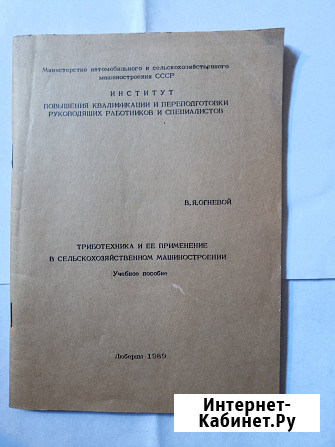 Министерство автомобильного и сельскохозяйственного
машиностроения СССР
ИНСТИТУТ
ПОВЫШЕНИЯ КВАЛИФИКАЦИИ И ПЕРЕПОДГОТОВКИ
РУКОВОДЯЩИХ РАБОТНИКОВ И СПЕЦИАЛИСТОВ
В.Я.ОГНЕВОЙ
ТРИБОТЕХНИКА И ЕЕ ПРИМЕНЕНИЕ
В СЕЛЬСКОХОЗЯЙСТВЕННОМ МАШИНОСТРОЕНИИ
Учебное пособие
Люберцы 1989
Интернет-
Кабинет.Ру